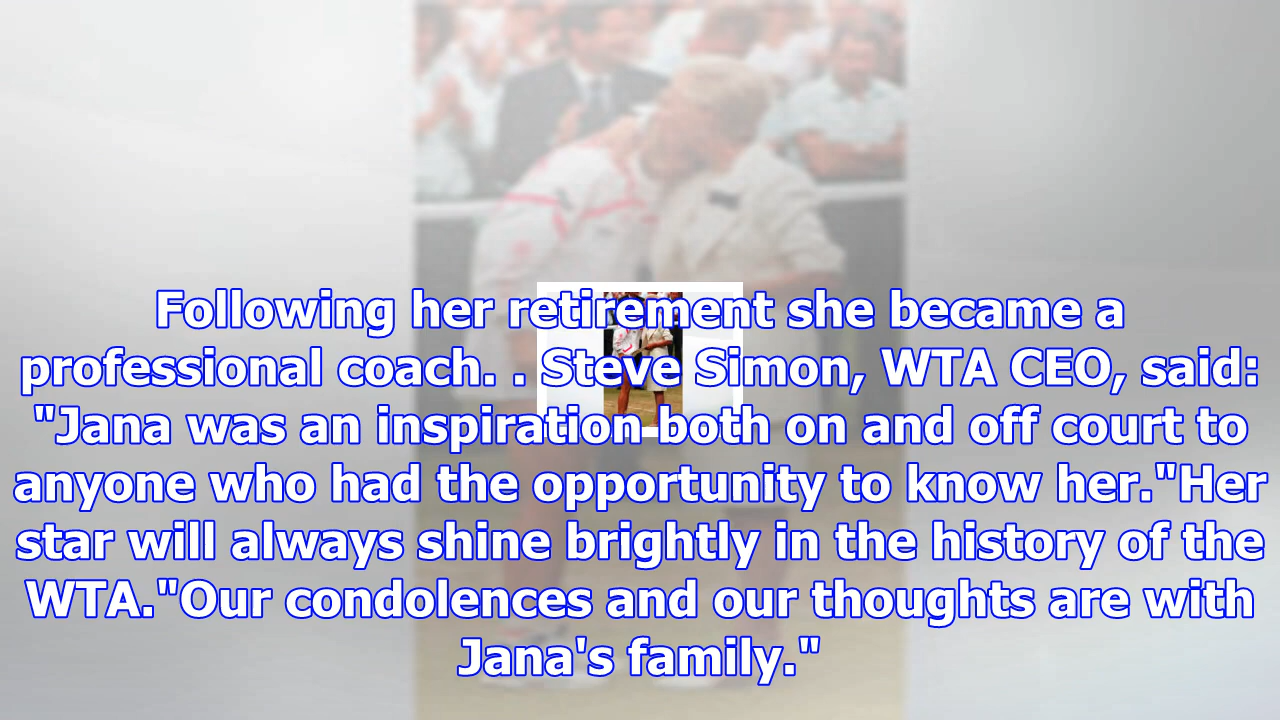 Following her retirement she became a
professional coach. . Steve Simon, WTA CEO, said:
"Jana was an inspiration both on and off court to
anyone who had the opportunity to know her."Her
star will always shine brightly in the history of the
WTA."Our condolences and our thoughts are with
Jana's family."